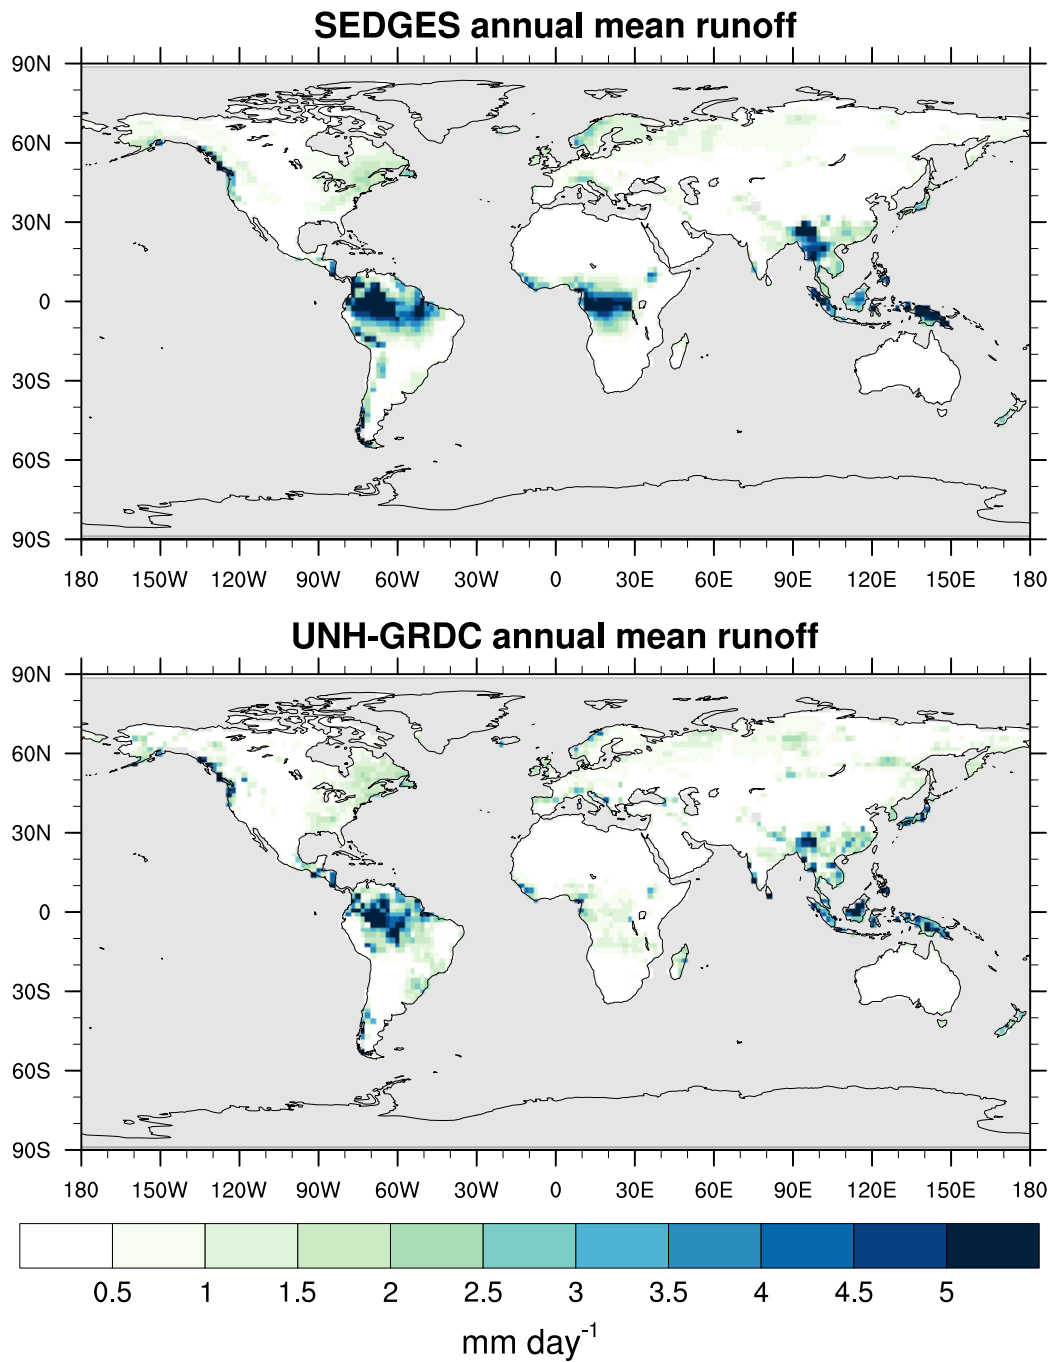 SEDGES annual mean runoff
90N
60N
30N
0
30S
60S
90S
180 150W 120W 90W 60W 30W 0 30E 60E 90E 120E 150E 180
UNH-GRDC annual mean runoff
90N
60N
30N
0
30S
60S
90S
180 150W 120W 90W 60W 30W 0 30E 60E 90E 120E 150E 180
0.5 1 1.5 2 2.5 3 3.5 4 4.5 5
mm day⁻¹